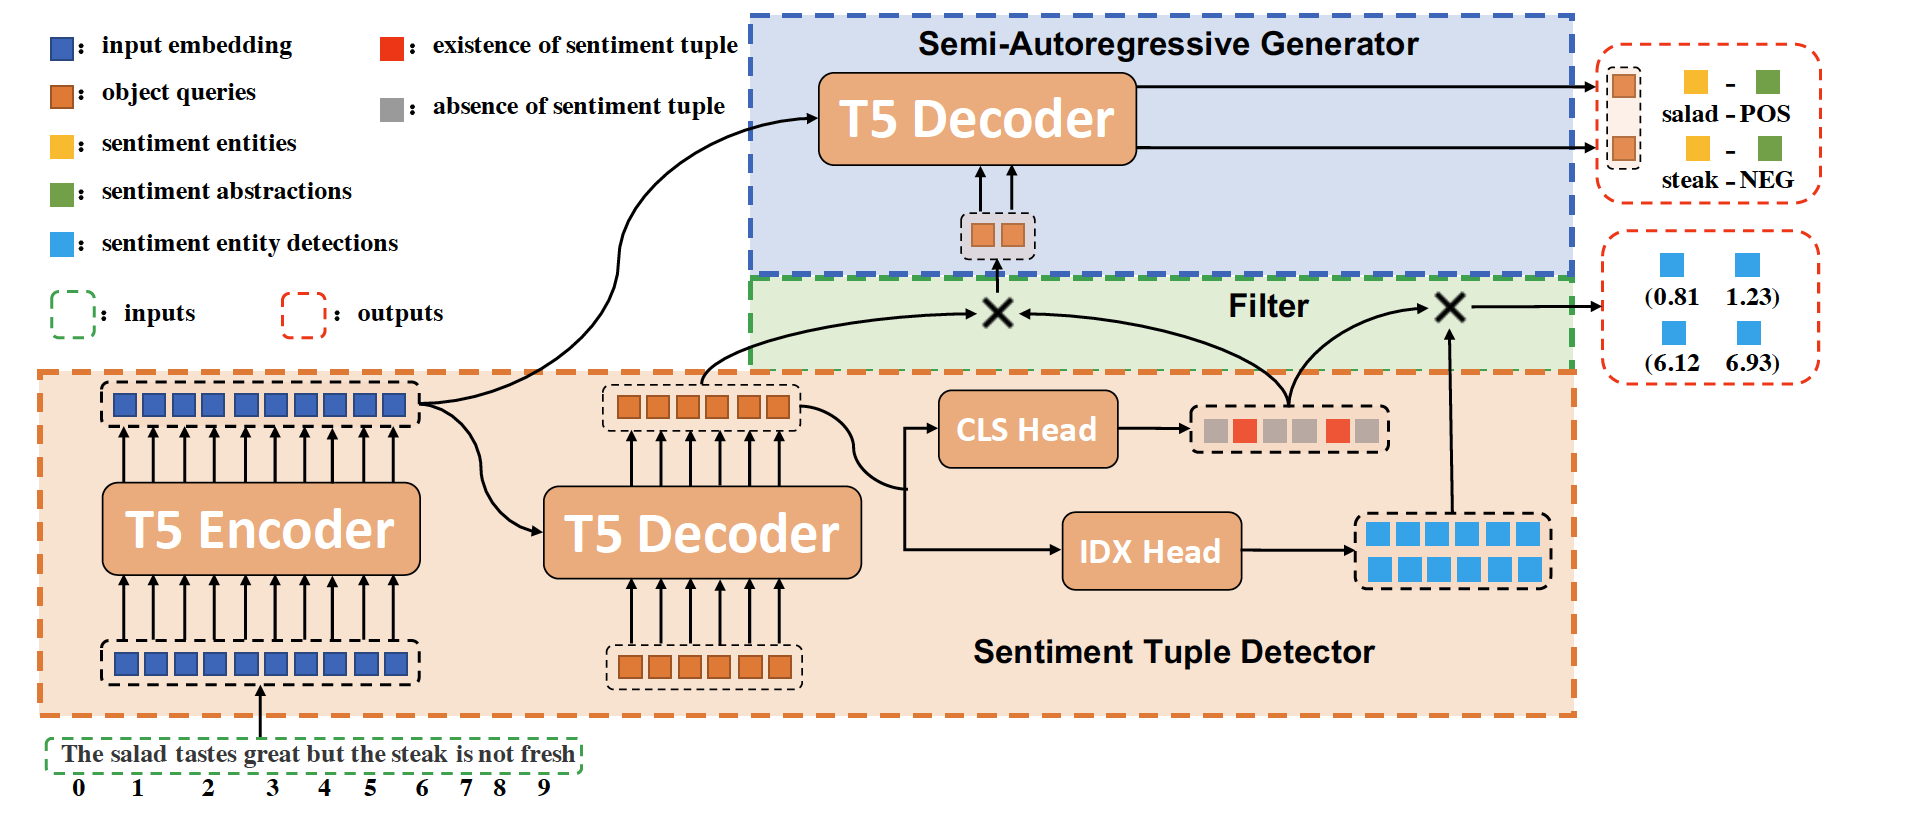 : input embedding
: object queries
: sentiment entities
: sentiment abstractions
: sentiment entity detections
: existence of sentiment tuple
: absence of sentiment tuple
: inputs
: outputs
Semi-Autoregressive Generator
T5 Decoder
salad - POS
steak - NEG
Filter
(0.81 1.23)
(6.12 6.93)
CLS Head
T5 Encoder
T5 Decoder
IDX Head
Sentiment Tuple Detector
The salad tastes great but the steak is not fresh
0 1 2 3 4 5 6 7 8 9